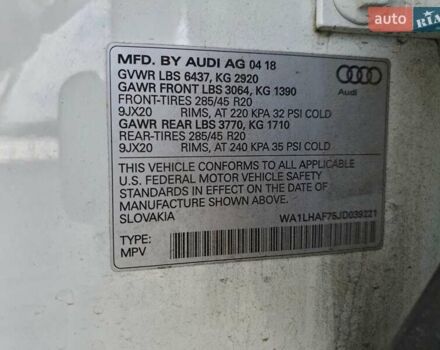 auto RIA
MFD. BY AUDI AG 04 18
GVWR LBS 6437, KG 2920
GAWR FRONT LBS 3064, KG 1390
FRONT-TIRES 285/45 R20
9JX20 RIMS, AT 220 KPA 32 PSI COLD
GAWR REAR LBS 3770, KG 1710
REAR-TIRES 285/45 R20
9JX20 RIMS, AT 240 KPA 35 PSI COLD
Audi
THIS VEHICLE CONFORMS TO ALL APPLICABLE
U.S. FEDERAL MOTOR VEHICLE SAFETY
STANDARDS IN EFFECT ON THE DATE OF
MANUFACTURE SHOWN ABOVE.
SLOVAKIA WA1LHAF75JD039221
TYPE:
MPV